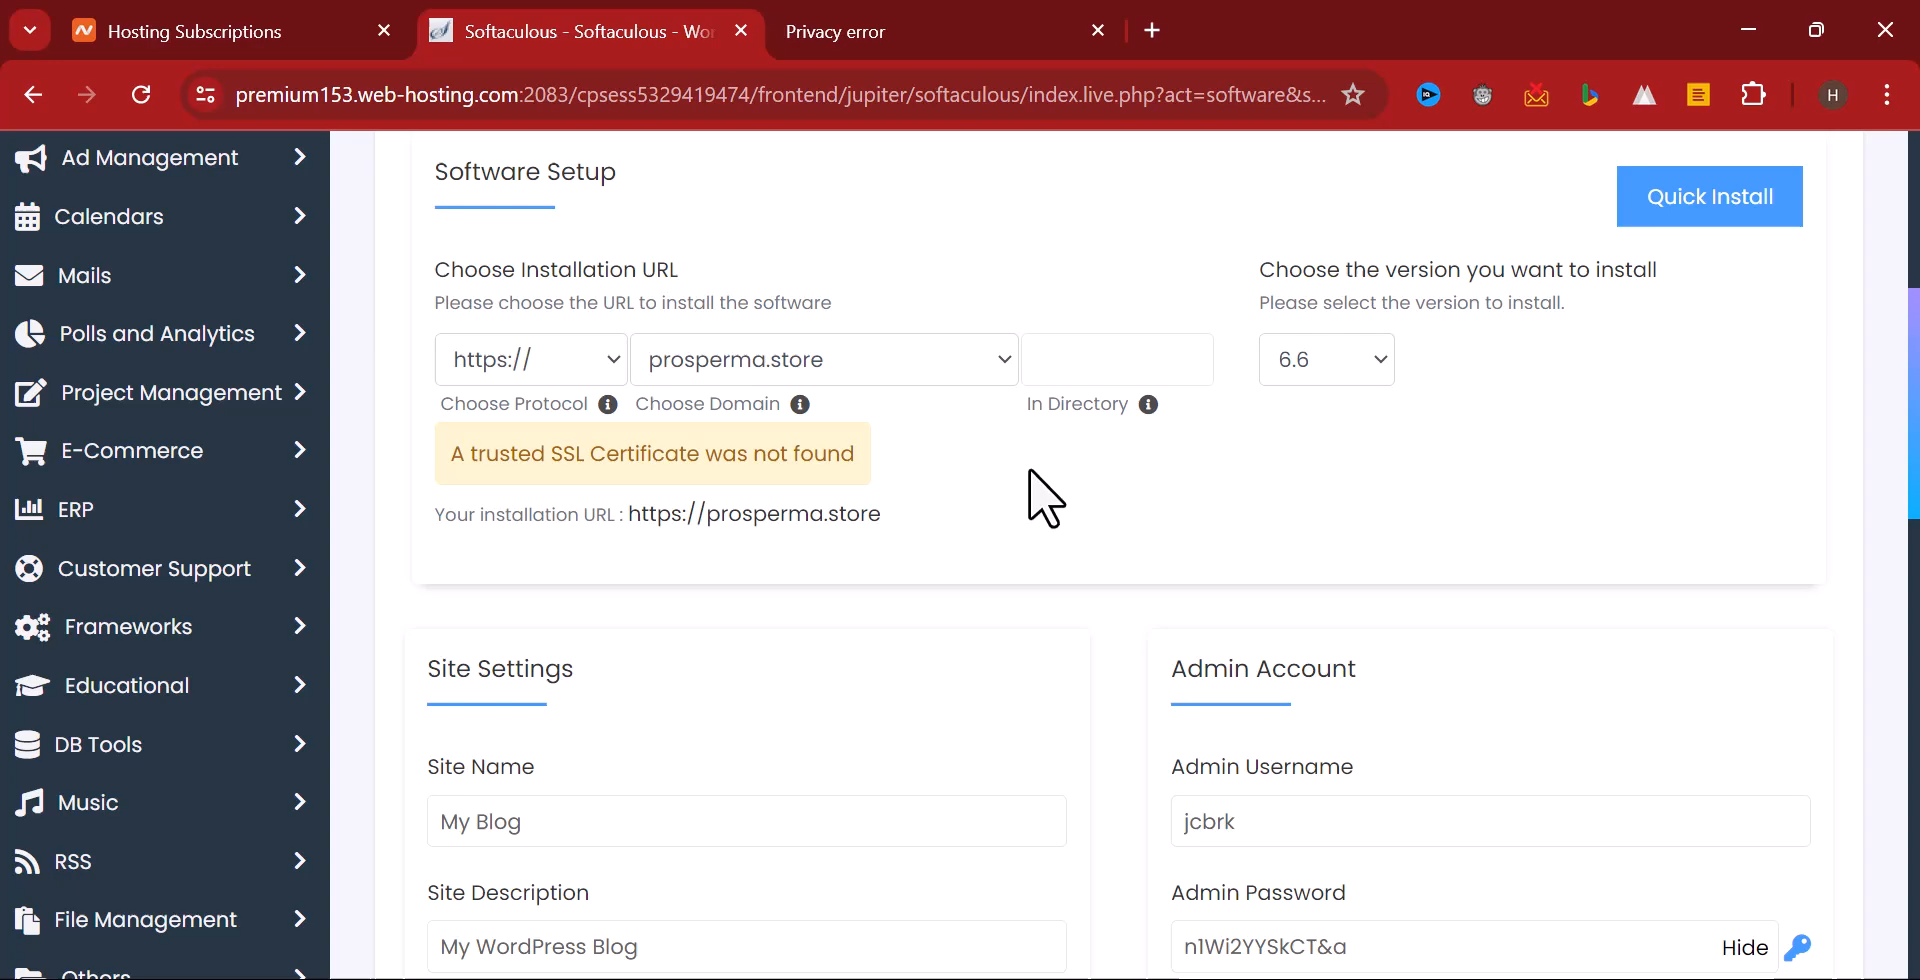 Hosting Subscriptions
Softaculous - Softaculous - Wo
Privacy error
premium153.web-hosting.com:2083/cpsess5329419474/frontend/jupiter/softaculous/index.live.php?act=software&s...
H
Ad Management
Calendars
Mails
Polls and Analytics
Project Management
E-Commerce
ERP
Customer Support
Frameworks
Educational
DB Tools
Music
RSS
File Management
Others
Software Setup
Quick Install
Choose Installation URL
Please choose the URL to install the software
https://
prosperma.store
Choose Protocol
Choose Domain
In Directory
A trusted SSL Certificate was not found
Your installation URL : https://prosperma.store
Choose the version you want to install
Please select the version to install.
6.6
Site Settings
Site Name
My Blog
Site Description
My WordPress Blog
Admin Account
Admin Username
jcbrk
Admin Password
n1Wi2YYSkCT&a
Hide